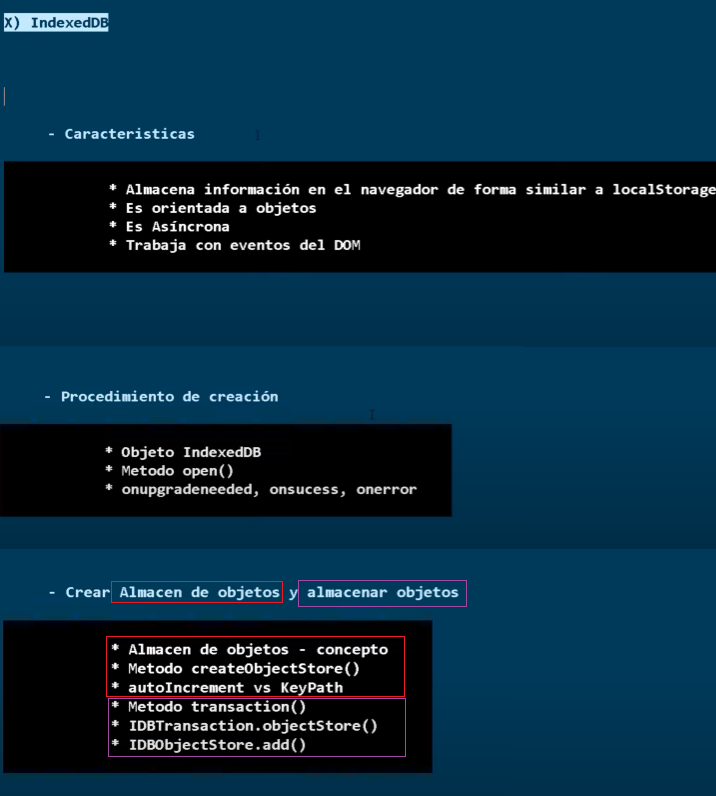 X) IndexedDB
- Caracteristicas
* Almacena información en el navegador de forma similar a localStorage
* Es orientada a objetos
* Es Asíncrona
* Trabaja con eventos del DOM
- Procedimiento de creación
* Objeto IndexedDB
* Metodo open()
* onupgradeneeded, onsucess, onerror
- Crear Almacen de objetos y almacenar objetos
* Almacen de objetos - concepto
* Metodo createObjectStore()
* autoIncrement vs KeyPath
* Metodo transaction()
* IDBTransaction.objectStore()
* IDBObjectStore.add()